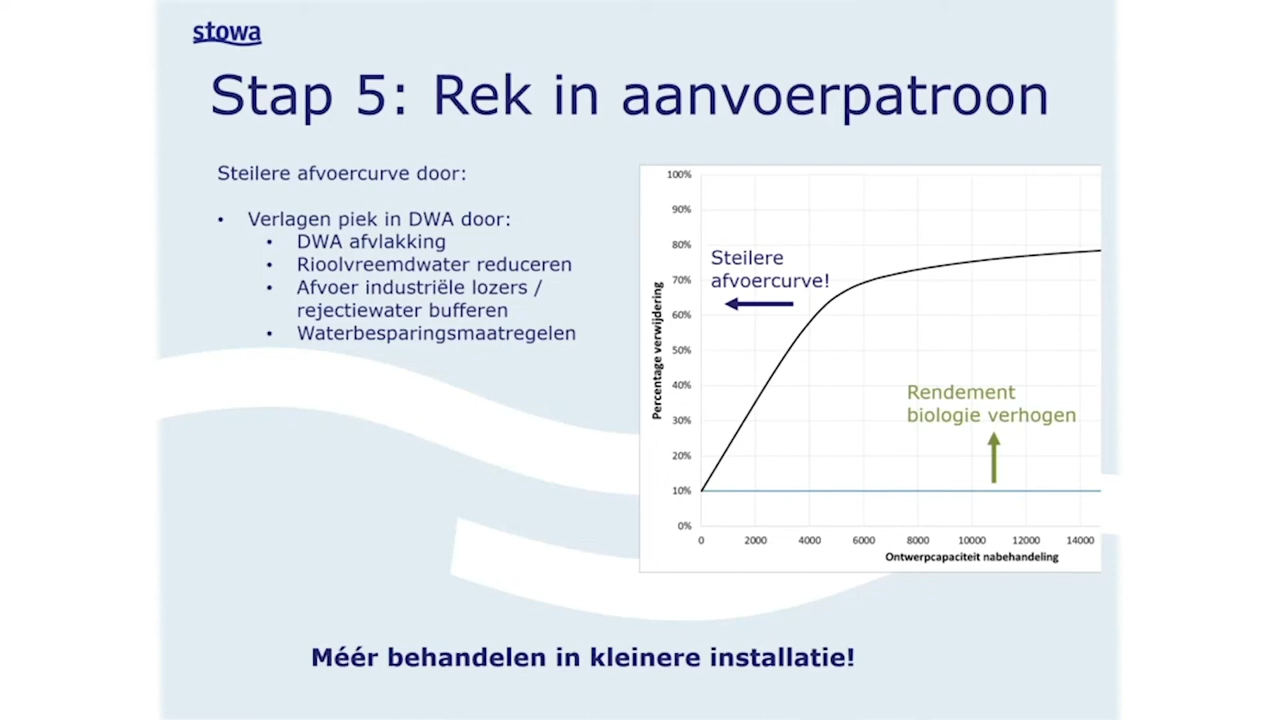 stowa
Stap 5: Rek in aanvoerpatroon
Steilere afvoercurve door:
• Verlagen piek in DWA door:
• DWA afvlakking
• Rioolvreemdwater reduceren
• Afvoer industriële lozers /
rejectiewater bufferen
• Waterbesparingsmaatregelen
100%
90%
80%
70%
60%
50%
40%
30%
20%
10%
0%
Percentage verwijdering
Steilere
afvoercurve!
Rendement
biologie verhogen
0 2000 4000 6000 8000 10000 12000 14000
Ontwerpcapaciteit nabehandeling
Méér behandelen in kleinere installatie!